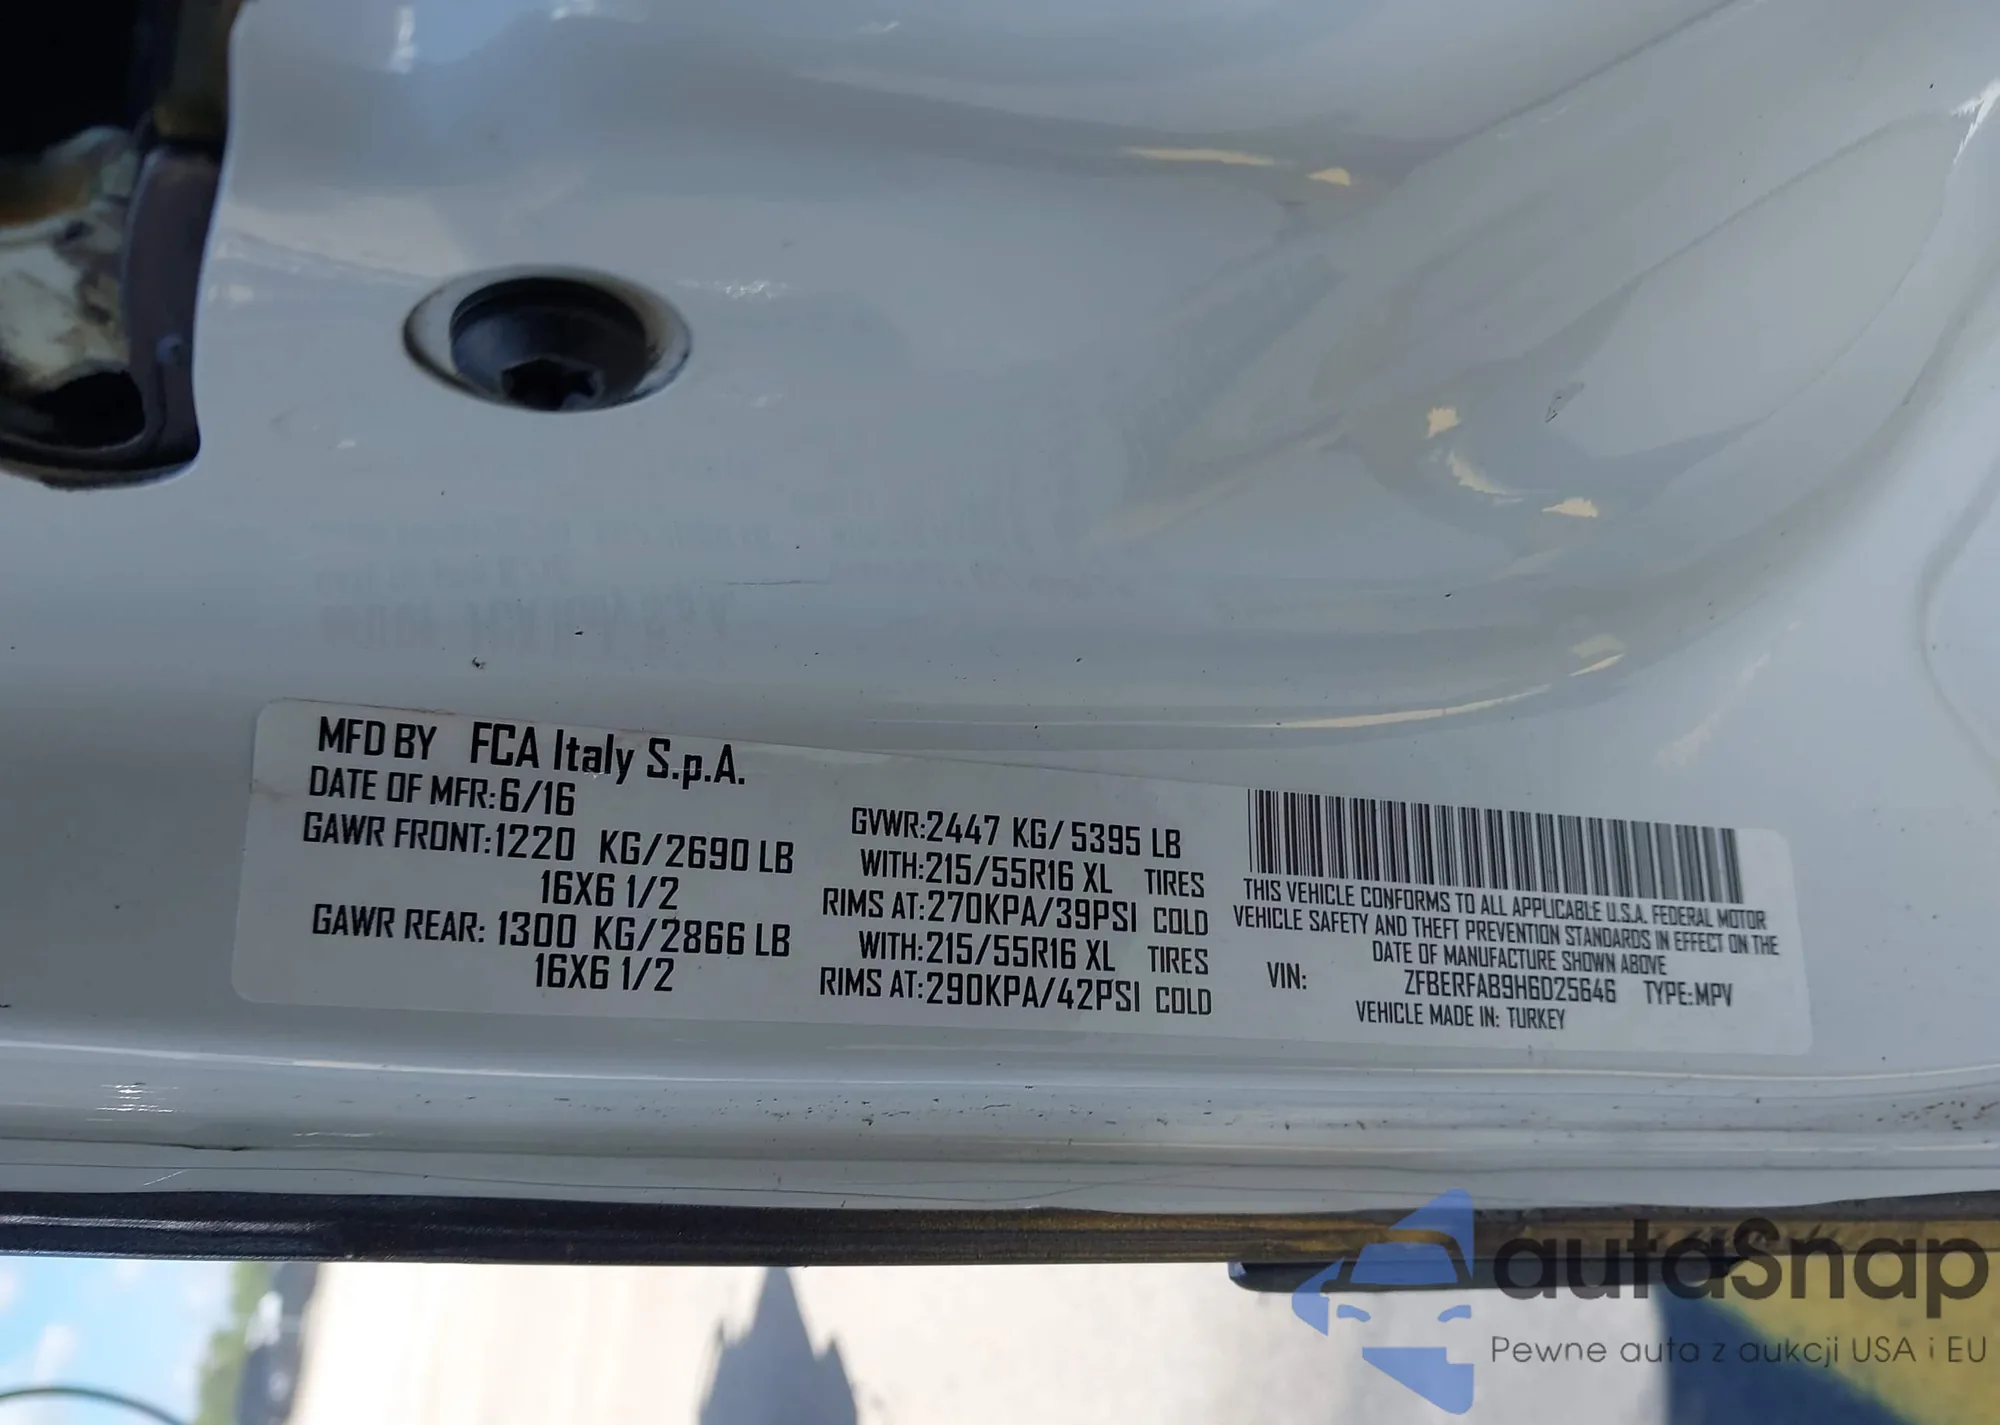 MFD BY FCA Italy S.p.A.
DATE OF MFR:6/16
GAWR FRONT:1220 KG/2690 LB
16X6 1/2
GAWR REAR: 1300 KG/2866 LB
16X6 1/2
GVWR:2447 KG/ 5395 LB
WITH:215/55R16 XL TIRES
RIMS AT:270KPA/39PSI COLD
WITH:215/55R16 XL TIRES
RIMS AT:290KPA/42PSI COLD
THIS VEHICLE CONFORMS TO ALL APPLICABLE U.S.A. FEDERAL MOTOR
VEHICLE SAFETY AND THEFT PREVENTION STANDARDS IN EFFECT ON THE
DATE OF MANUFACTURE SHOWN ABOVE
VIN: ZFBERFAB9H6D25646 TYPE:MPV
VEHICLE MADE IN: TURKEY
autaSnap
Pewne auta z aukcji USA i EU